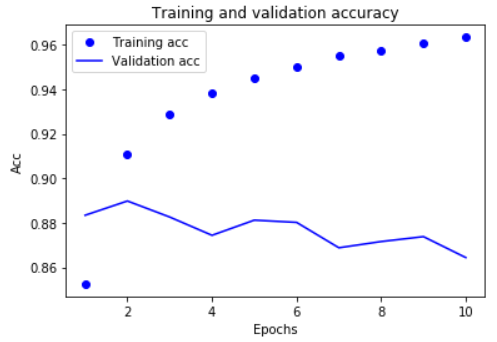 Training and validation accuracy
Training acc
Validation acc
Acc
0.96
0.94
0.92
0.90
0.88
0.86
2
4
6
8
10
Epochs